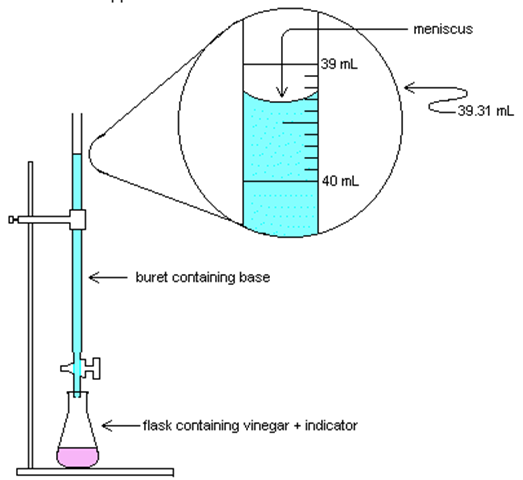 meniscus
39 mL
39.31 mL
40 mL
buret containing base
flask containing vinegar + indicator